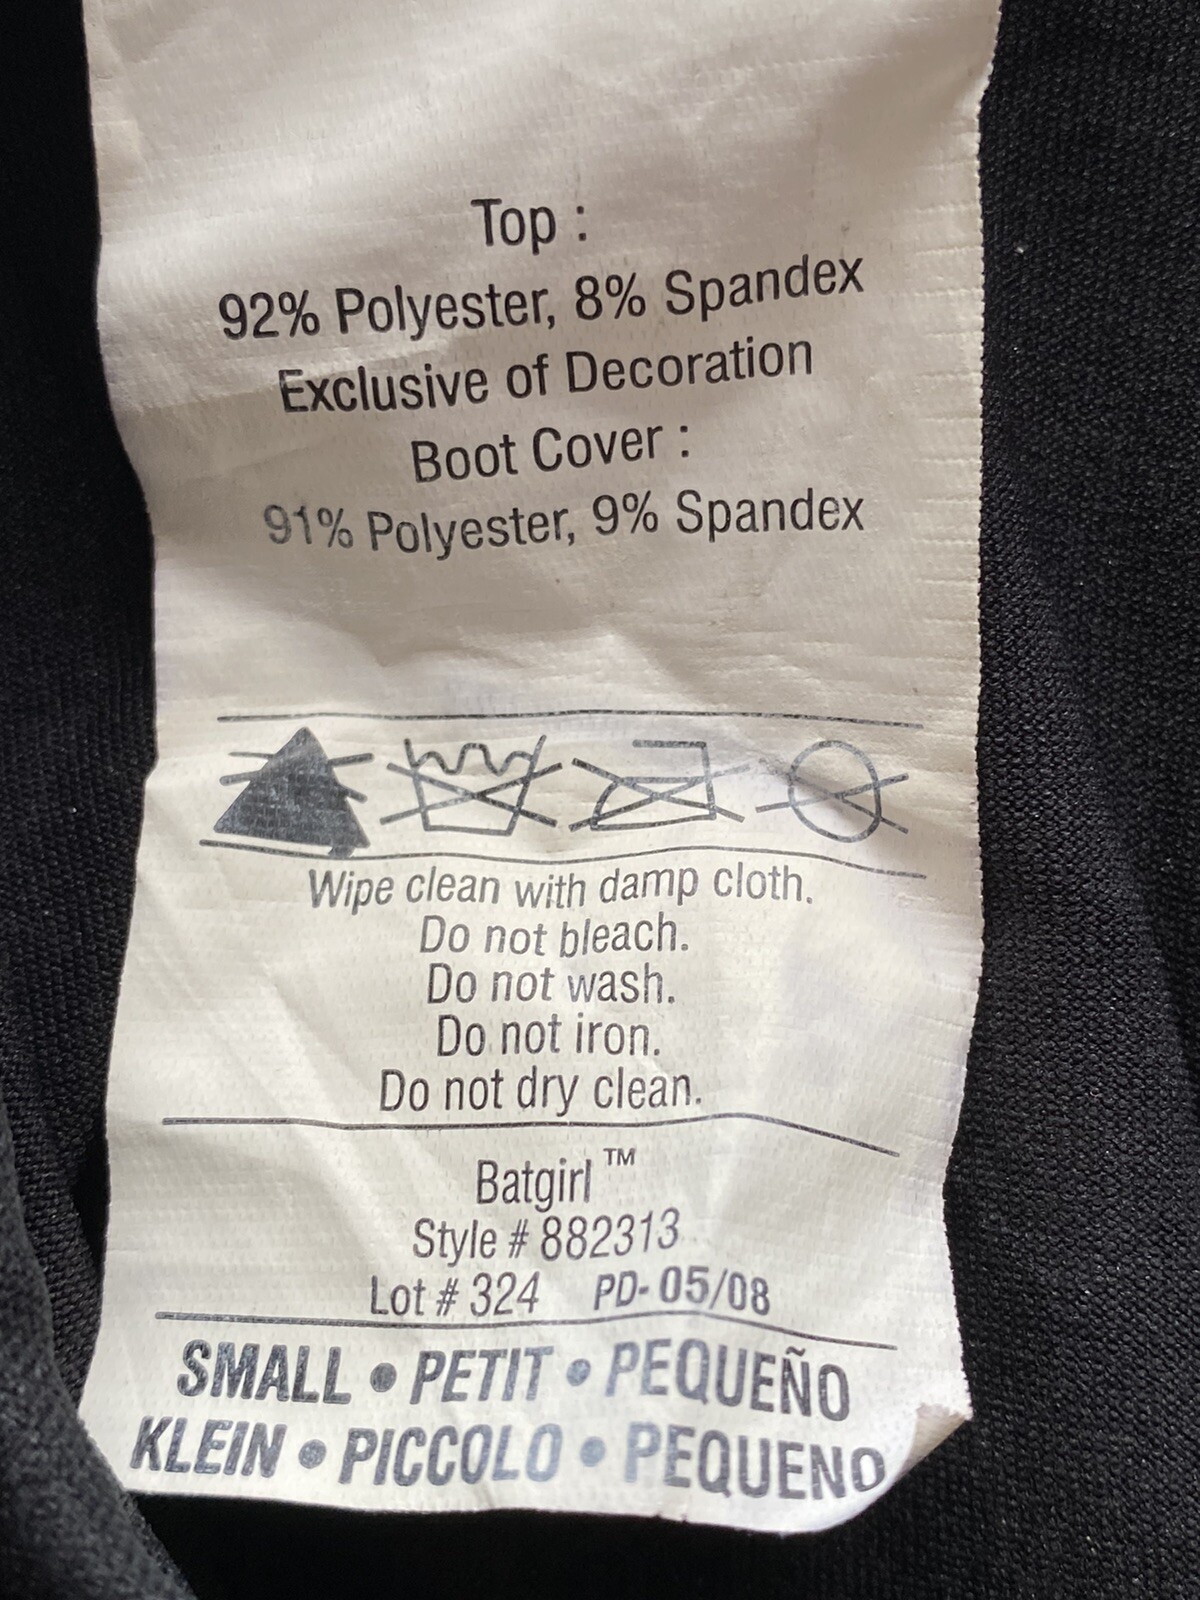 Top :
92% Polyester, 8% Spandex
Exclusive of Decoration
Boot Cover :
91% Polyester, 9% Spandex
Wipe clean with damp cloth.
Do not bleach.
Do not wash.
Do not iron.
Do not dry clean.
Batgirl™
Style # 882313
Lot # 324 PD- 05/08
SMALL • PETIT • PEQUEÑO
KLEIN • PICCOLO • PEQUENO